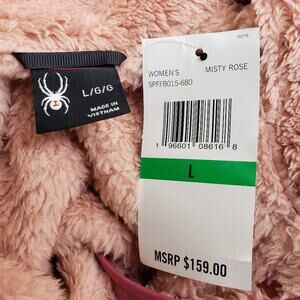 L/G/G
MADE IN
VIETNAM
WOMEN'S
MISTY ROSE
SPFFB015-680
1 96601 08616 8
L
MSRP $159.00